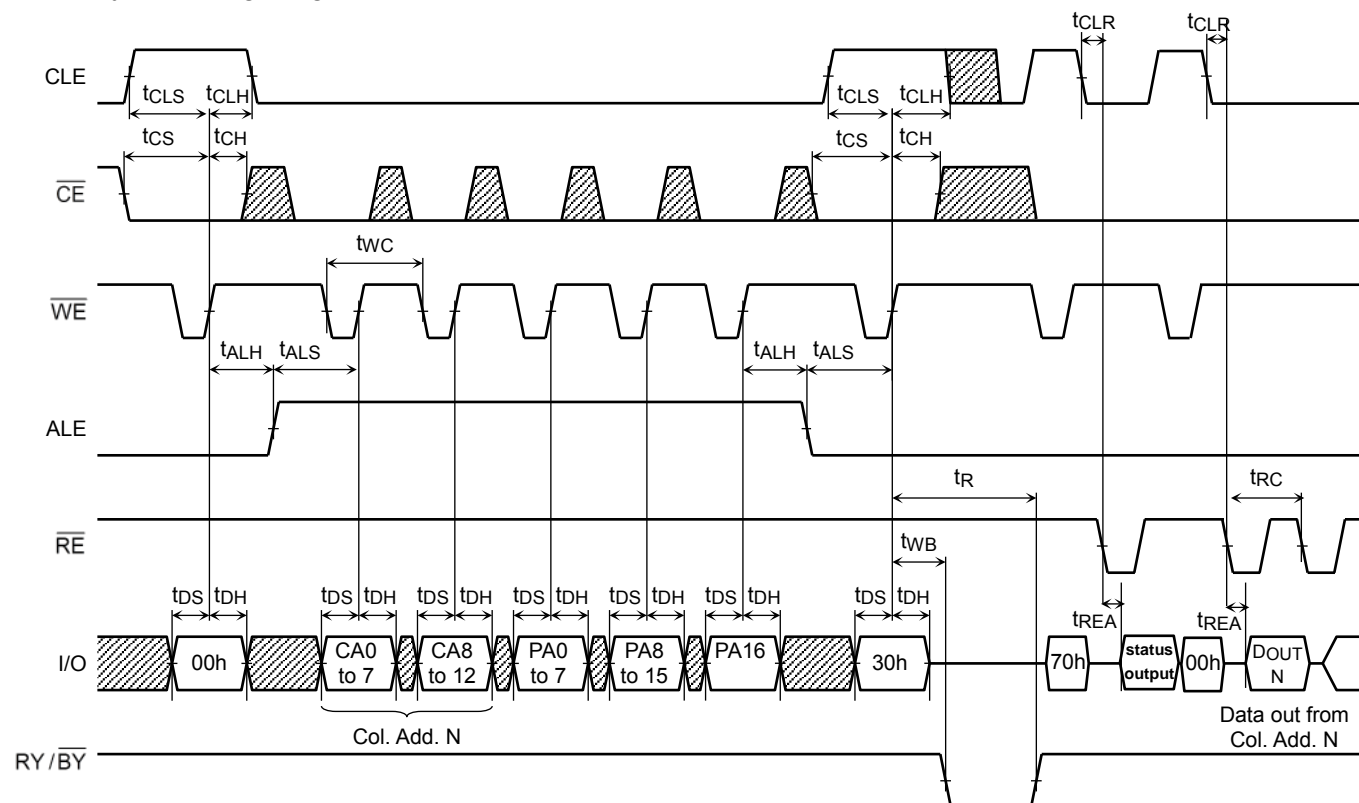 tCLR
tCLR
CLE
tCLS
tCLH
tCLS
tCLH
tCS
tCH
tCS
tCH
CE
tWC
WE
tALH
tALS
tALH
tALS
ALE
tR
tRC
RE
tWB
tDS
tDH
tDS
tDH
tDS
tDH
tDS
tDH
tDS
tDH
tDS
tDH
tDS
tDH
tREA
tREA
I/O
00h
CA0
to 7
CA8
to 12
PA0
to 7
PA8
to 15
PA16
30h
70h
status
output
00h
DOUT
N
Col. Add. N
Data out from
Col. Add. N
RY/BY